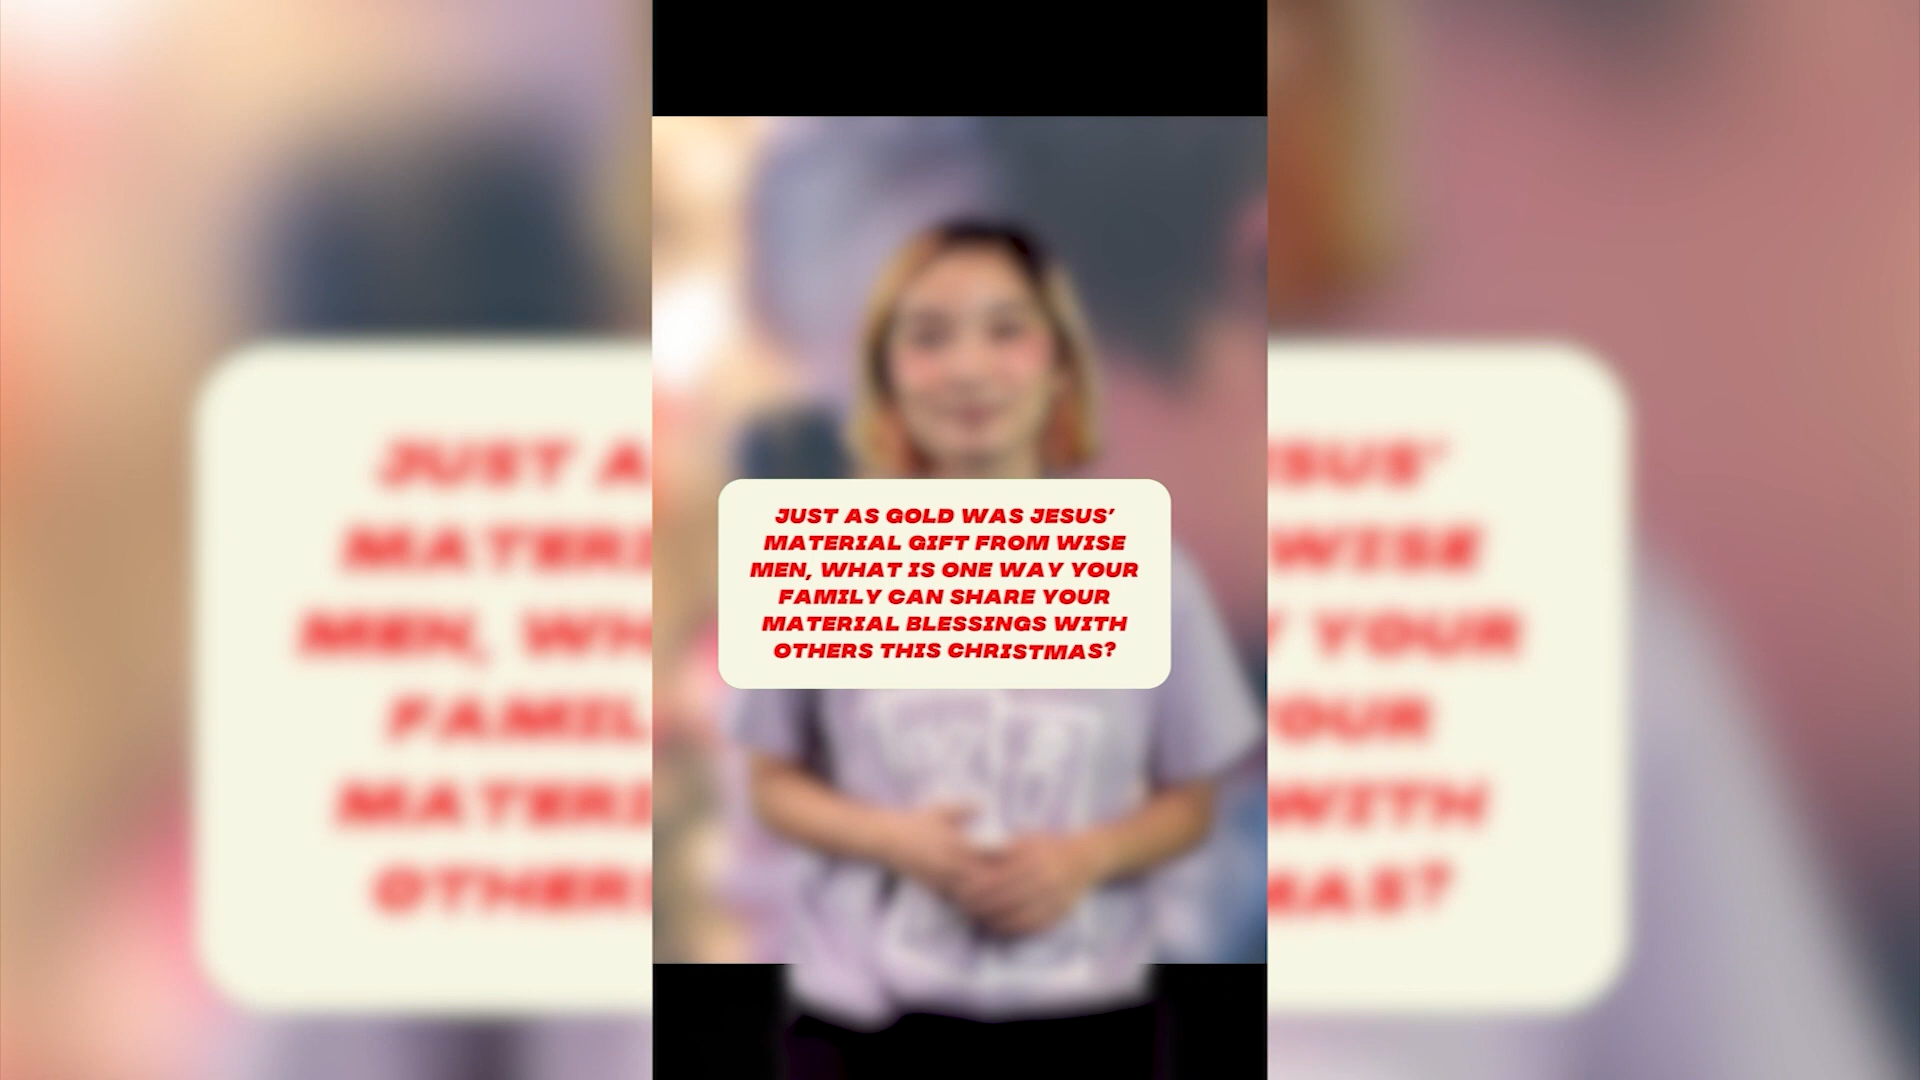 JUST AS GOLD WAS JESUS’
MATERIAL GIFT FROM WISE
MEN, WHAT IS ONE WAY YOUR
FAMILY CAN SHARE YOUR
MATERIAL BLESSINGS WITH
OTHERS THIS CHRISTMAS?